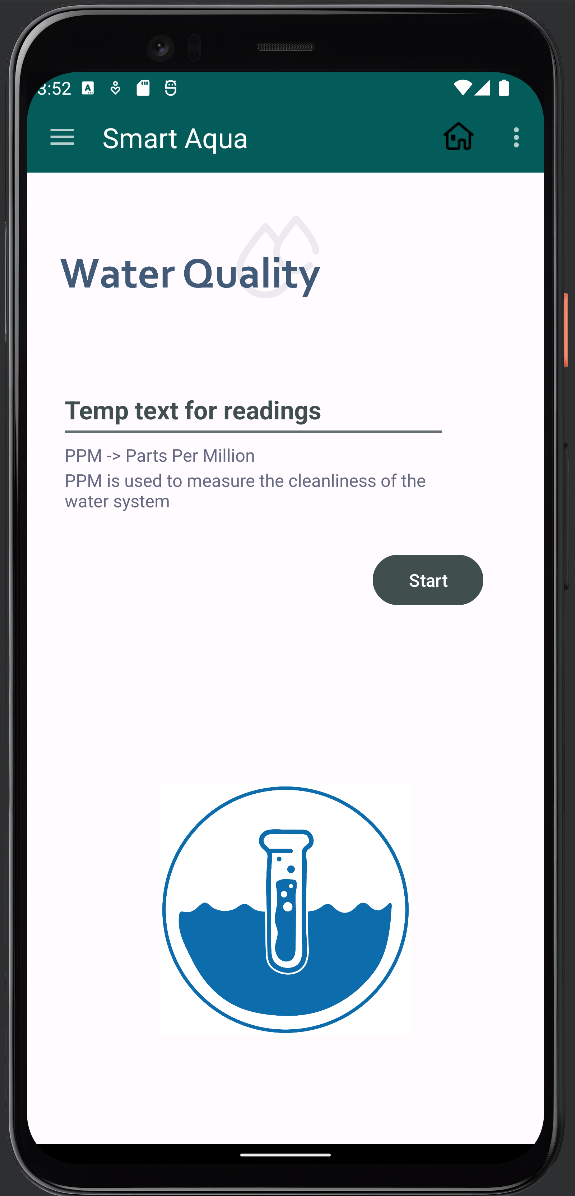 3:52
Smart Aqua
Water Quality
Temp text for readings
PPM -> Parts Per Million
PPM is used to measure the cleanliness of the
water system
Start